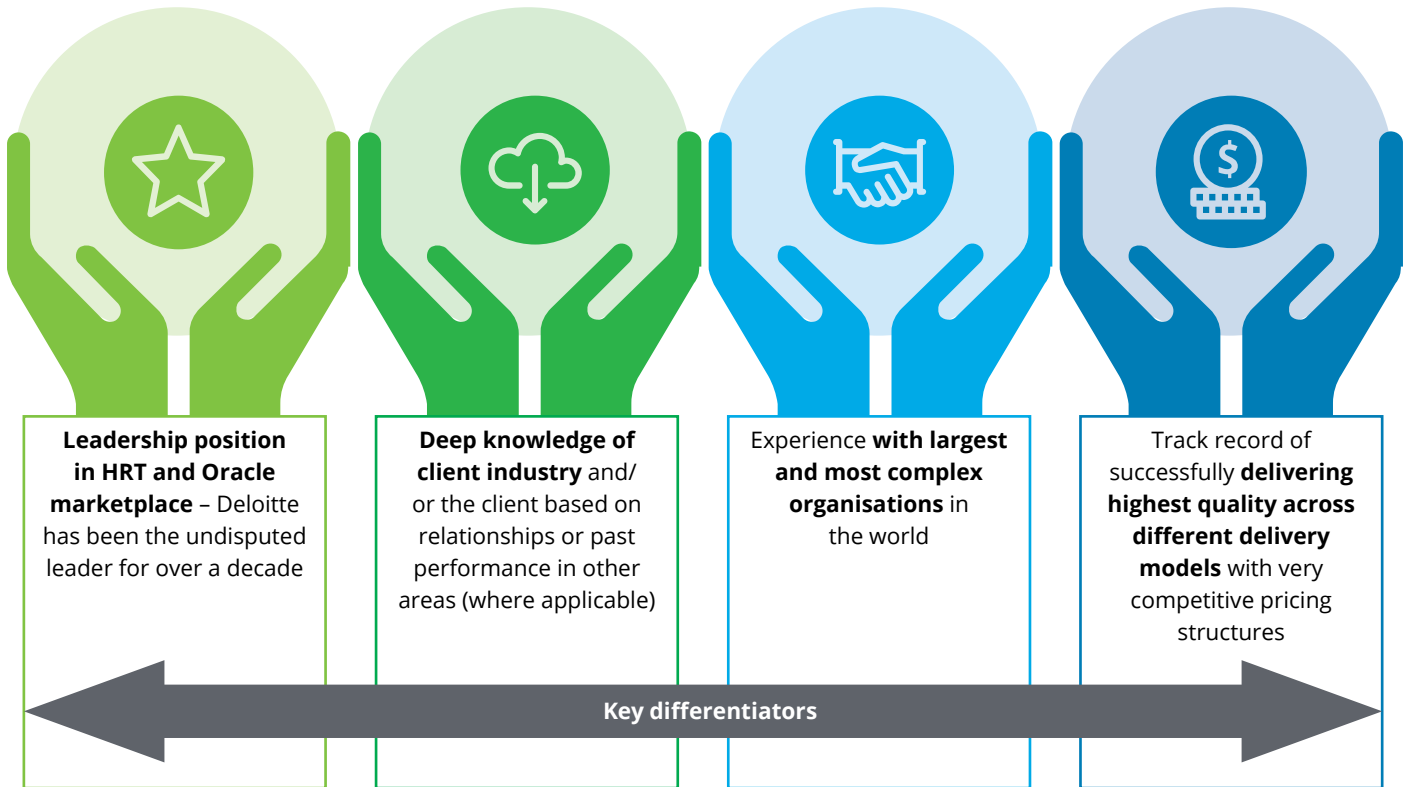 $
Leadership position
in HRT and Oracle
marketplace – Deloitte
has been the undisputed
leader for over a decade
Deep knowledge of
client industry and/
or the client based on
relationships or past
performance in other
areas (where applicable)
Experience with largest
and most complex
organisations in
the world
Track record of
successfully delivering
highest quality across
different delivery
models with very
competitive pricing
structures
Key differentiators